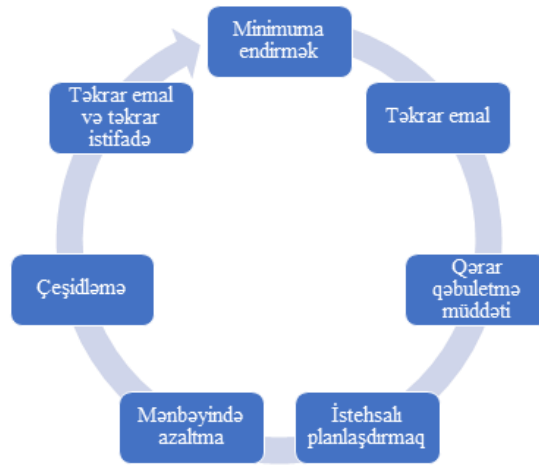 Minimuma
endirmək
Təkrar emal
Qərar
qəbuletmə
müddəti
İstehsalı
planlaşdırmaq
Mənbəyində
azaltma
Çeşidləmə
Təkrar emal
və təkrar
istifadə